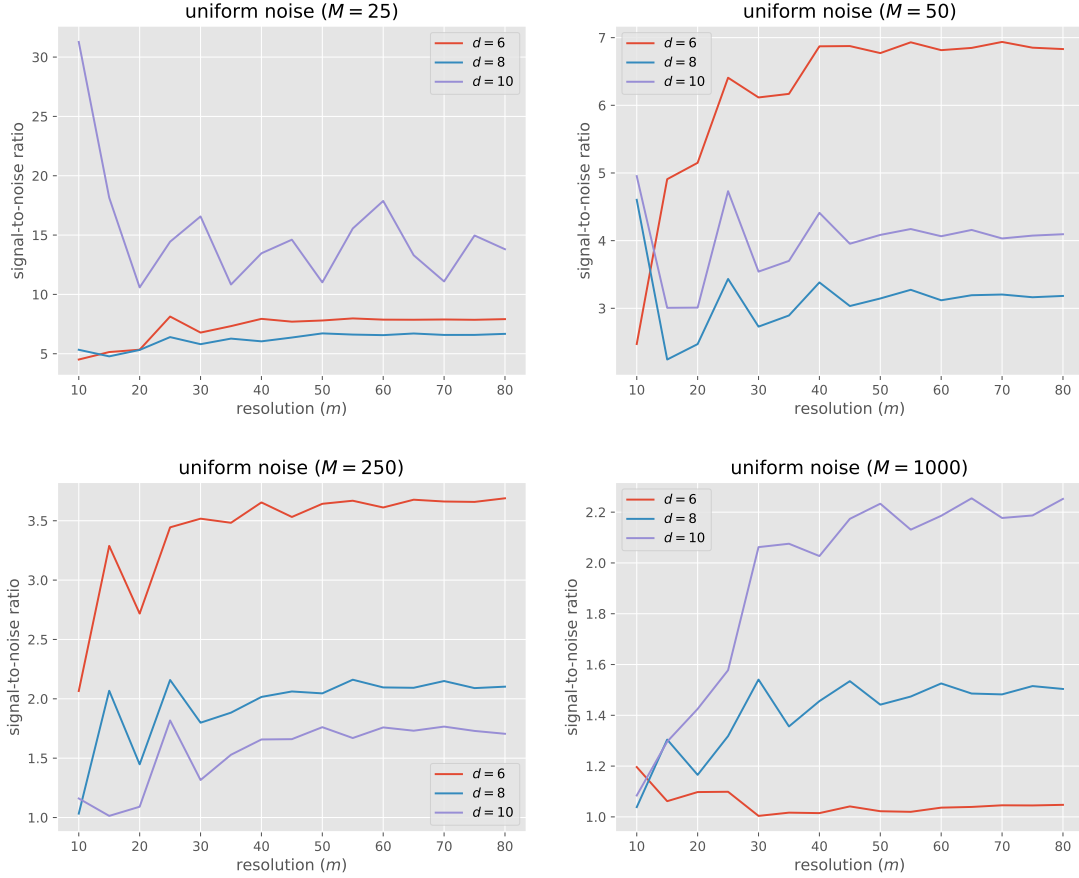 uniform noise (M = 25)
signal-to-noise ratio
30
25
20
15
10
5
d = 6
d = 8
d = 10
10 20 30 40 50 60 70 80
resolution (m)
uniform noise (M = 50)
signal-to-noise ratio
7
6
5
4
3
d = 6
d = 8
d = 10
10 20 30 40 50 60 70 80
resolution (m)
uniform noise (M = 250)
signal-to-noise ratio
3.5
3.0
2.5
2.0
1.5
1.0
d = 6
d = 8
d = 10
10 20 30 40 50 60 70 80
resolution (m)
uniform noise (M = 1000)
signal-to-noise ratio
2.2
2.0
1.8
1.6
1.4
1.2
1.0
d = 6
d = 8
d = 10
10 20 30 40 50 60 70 80
resolution (m)